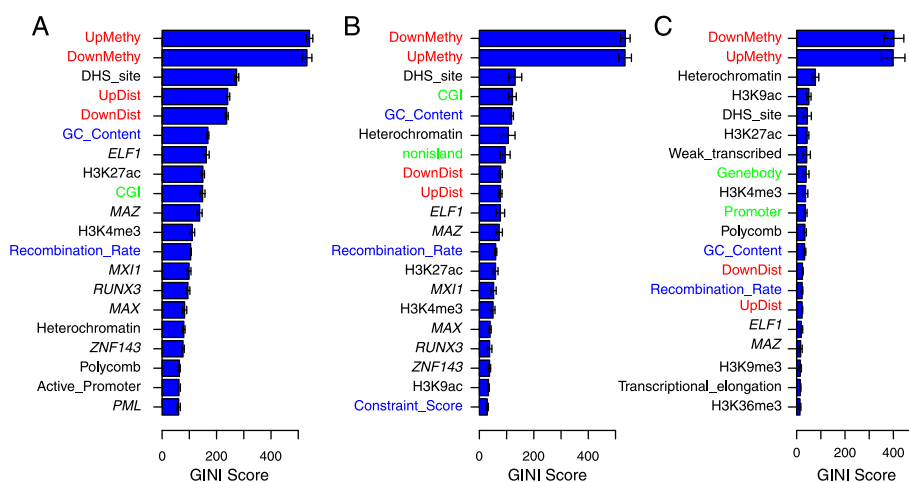 A
UpMethy
DownMethy
DHS_site
UpDist
DownDist
GC_Content
ELF1
H3K27ac
CGI
MAZ
H3K4me3
Recombination_Rate
MXI1
RUNX3
MAX
Heterochromatin
ZNF143
Polycomb
Active_Promoter
PML
0 200 400
GINI Score
B
DownMethy
UpMethy
DHS_site
CGI
GC_Content
Heterochromatin
nonisland
DownDist
UpDist
ELF1
MAZ
Recombination_Rate
H3K27ac
MXI1
H3K4me3
MAX
RUNX3
ZNF143
H3K9ac
Constraint_Score
0 200 400
GINI Score
C
DownMethy
UpMethy
Heterochromatin
H3K9ac
DHS_site
H3K27ac
Weak_transcribed
Genebody
H3K4me3
Promoter
Polycomb
GC_Content
DownDist
Recombination_Rate
UpDist
ELF1
MAZ
H3K9me3
Transcriptional_elongation
H3K36me3
0 200 400
GINI Score